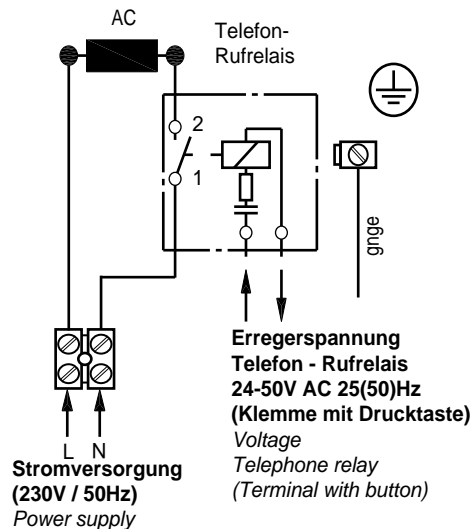 AC
Telefon-
Rufrelais
2
1
gnge
Erregerspannung
Telefon - Rufrelais
24-50V AC 25(50)Hz
(Klemme mit Drucktaste)
Voltage
Telephone relay
(Terminal with button)
L N
Stromversorgung
(230V / 50Hz)
Power supply